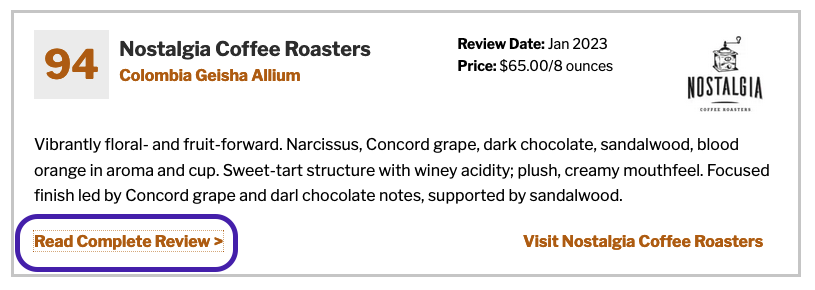 94
Nostalgia Coffee Roasters
Colombia Geisha Allium
Review Date: Jan 2023
Price: $65.00/8 ounces
NOSTALGIA
COFFEE ROASTERS
Vibrantly floral- and fruit-forward. Narcissus, Concord grape, dark chocolate, sandalwood, blood
orange in aroma and cup. Sweet-tart structure with winey acidity; plush, creamy mouthfeel. Focused
finish led by Concord grape and darl chocolate notes, supported by sandalwood.
Read Complete Review >
Visit Nostalgia Coffee Roasters